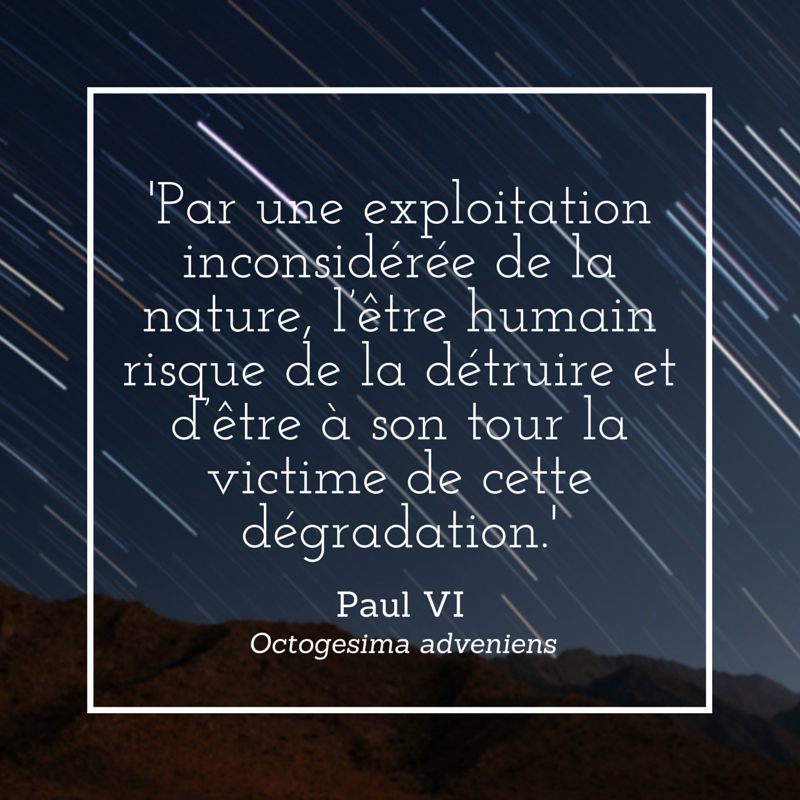 'Par une exploitation
inconsidérée de la
nature, l'être humain
risque de la détruire et
d'être à son tour la
victime de cette
dégradation.'
Paul VI
Octogesima adveniens